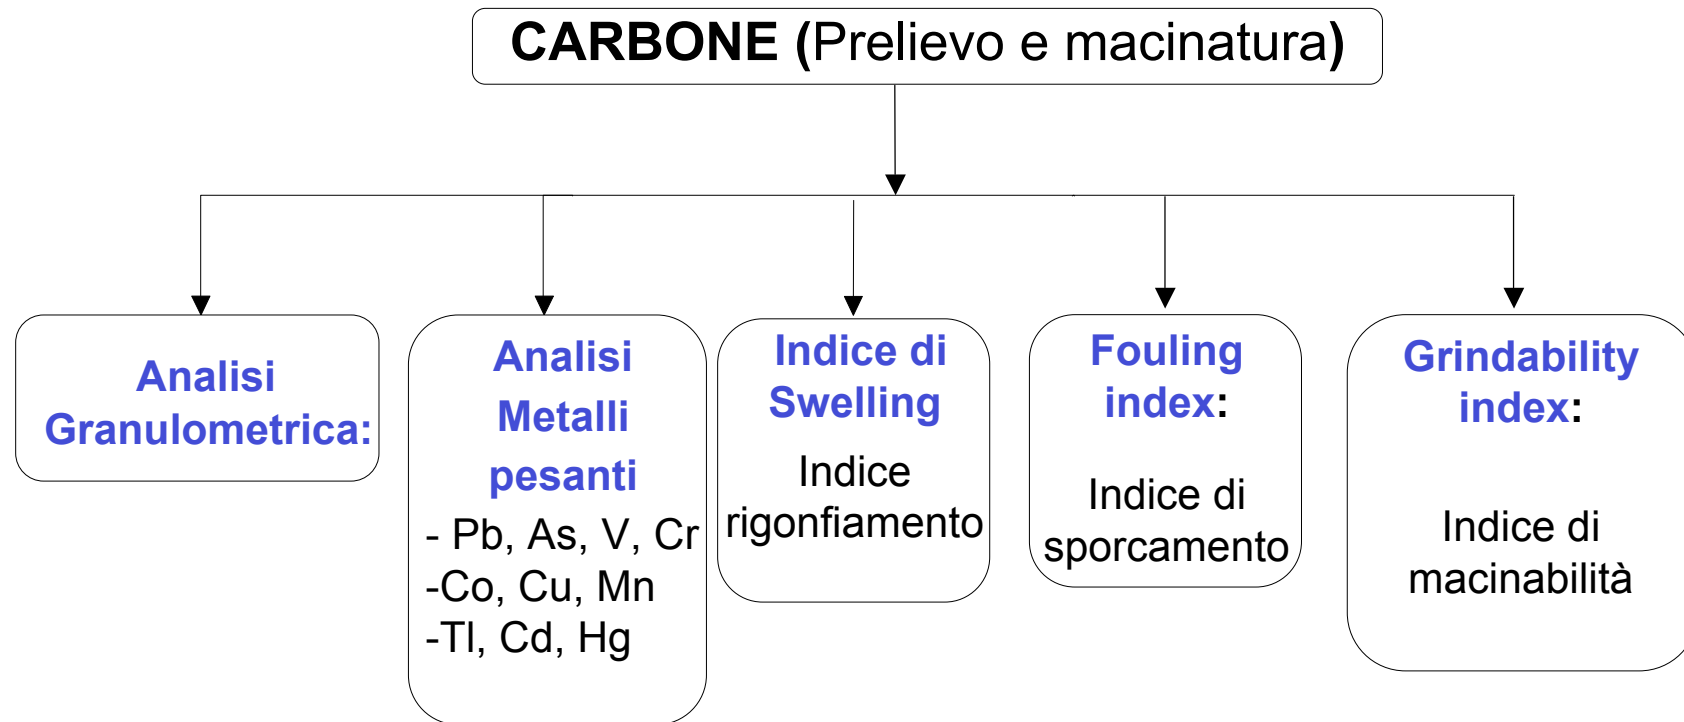 CARBONE (Prelievo e macinatura)
Analisi
Granulometrica:
Analisi
Metalli
pesanti
- Pb, As, V, Cr
-Co, Cu, Mn
-Tl, Cd, Hg
Indice di
Swelling
Indice
rigonfiamento
Fouling
index:
Indice di
sporcamento
Grindability
index:
Indice di
macinabilità